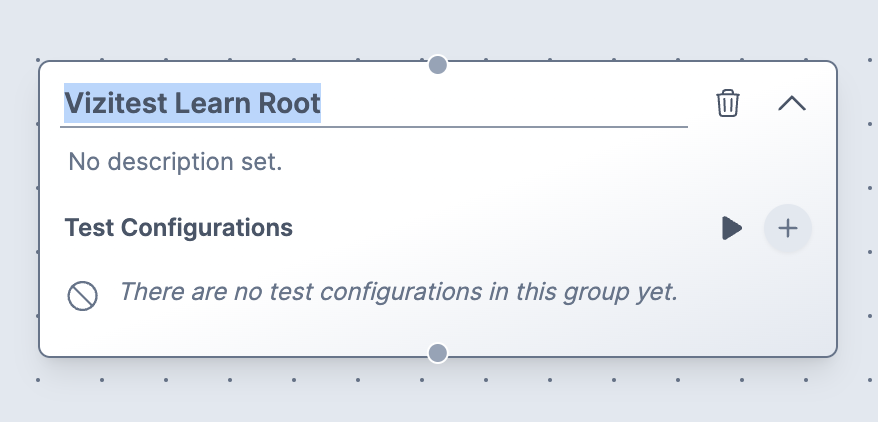 Vizitest Learn Root
No description set.
Test Configurations
There are no test configurations in this group yet.